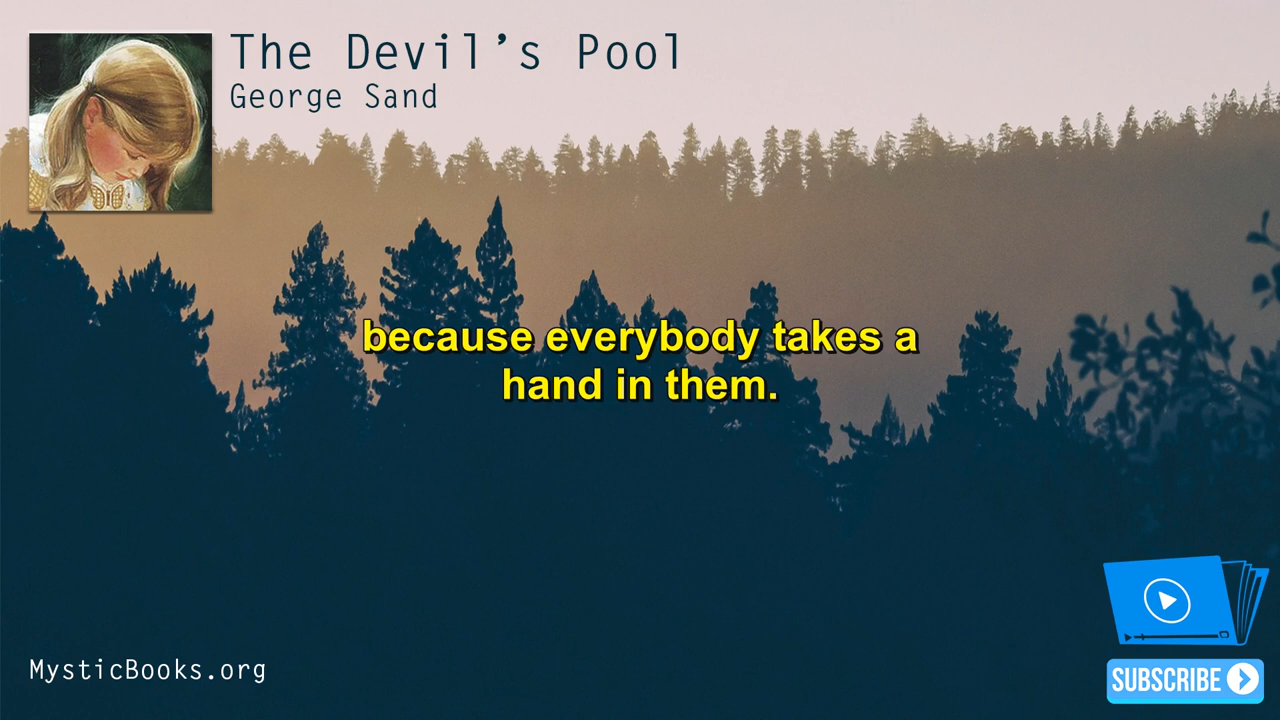 The Devil’s Pool
George Sand
because everybody takes a
hand in them.
MysticBooks.org
SUBSCRIBE